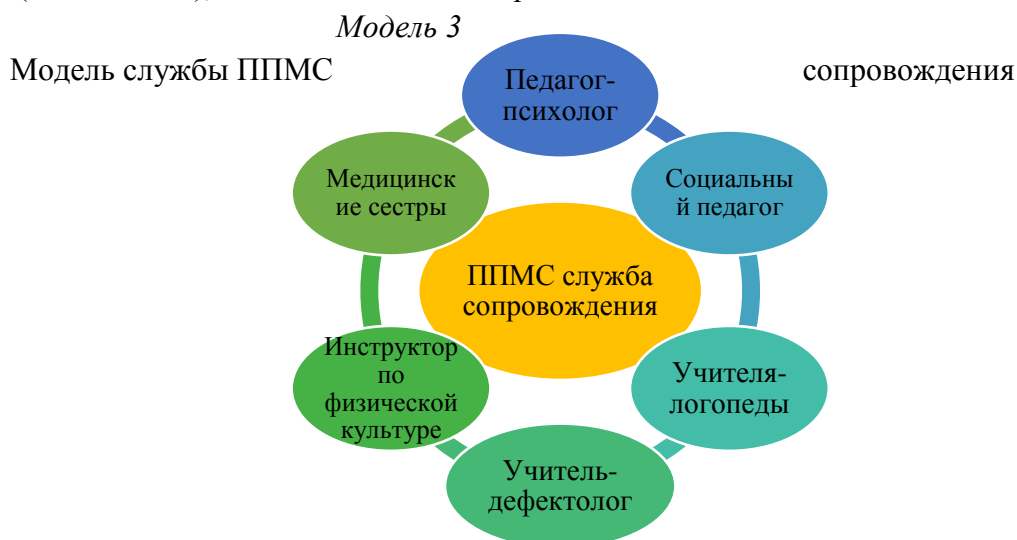 Модель 3
Модель службы ППМС сопровождения
Педагог-
психолог
Социальны
й педагог
Учителя-
логопеды
Учитель-
дефектолог
Инструктор
по
физической
культуре
Медицинск
ие сестры
ППМС служба
сопровождения